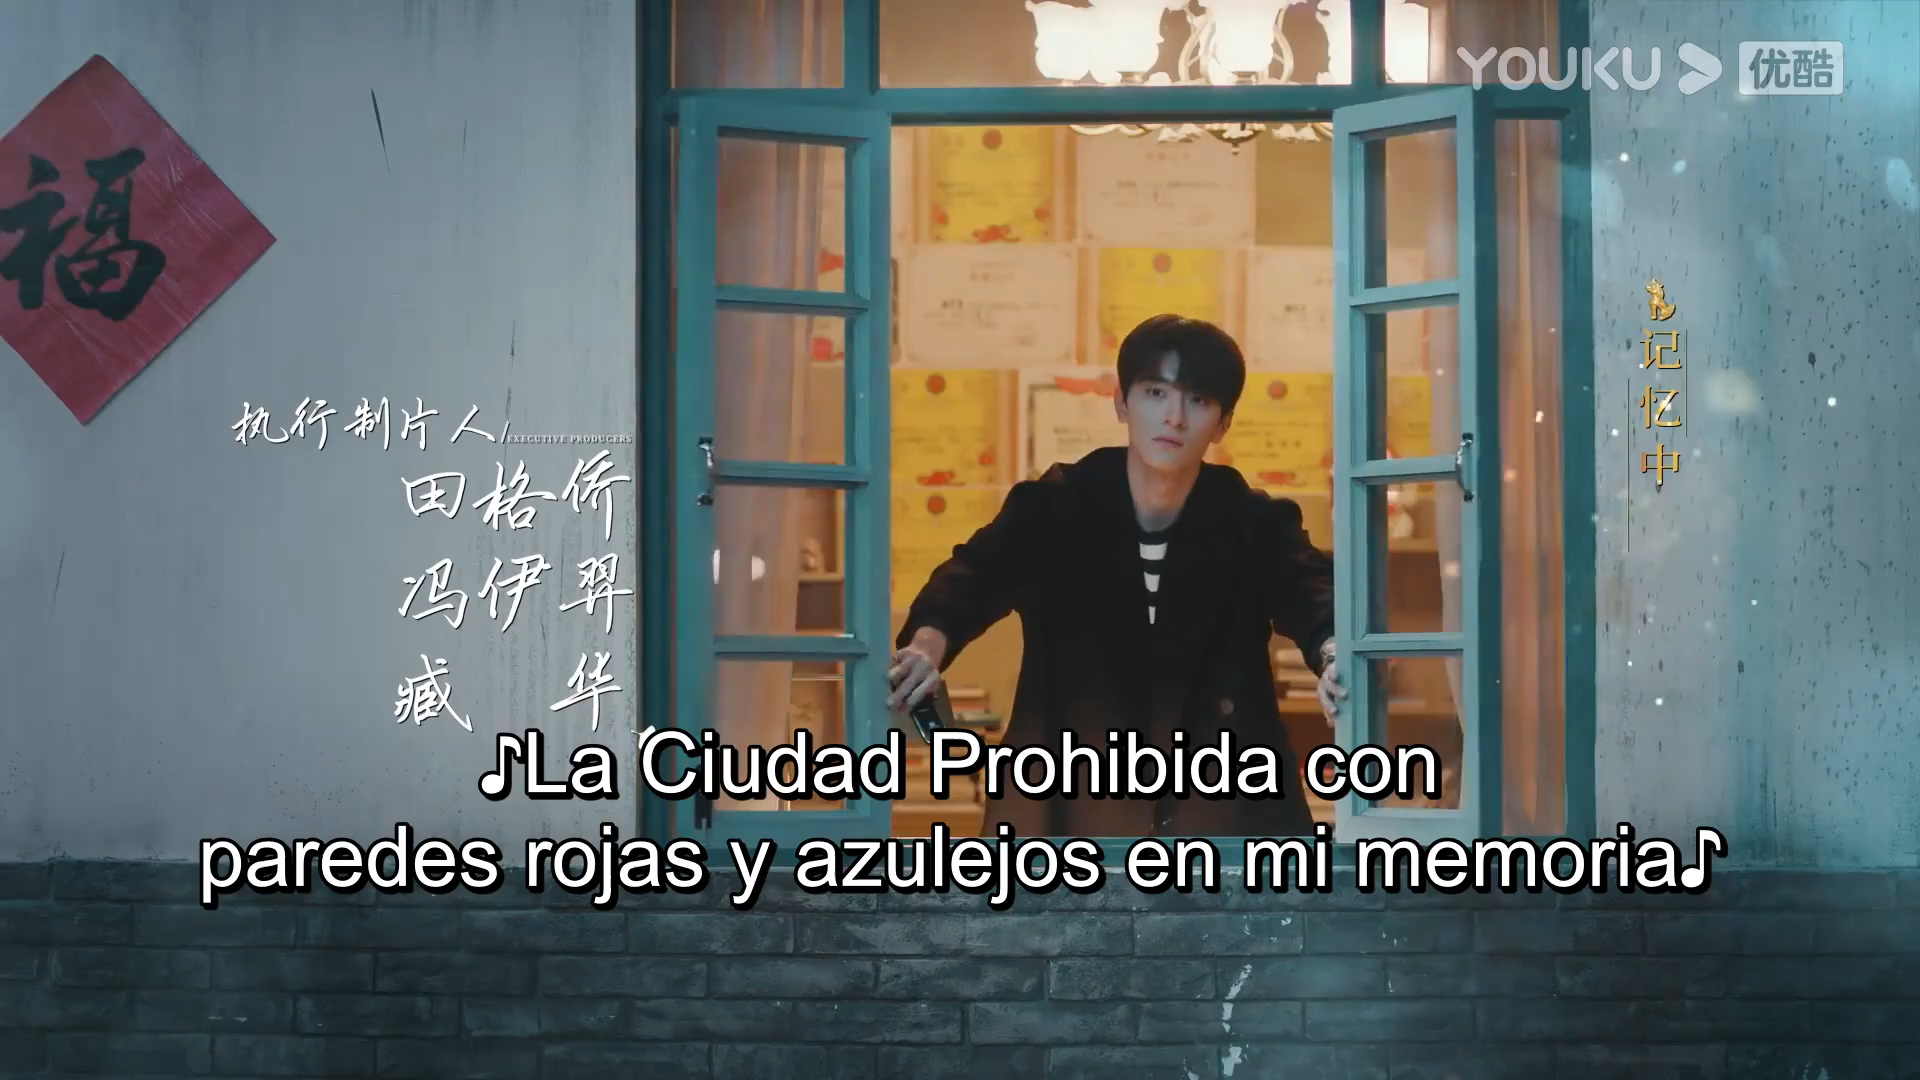 YOUKU 优酷
福
记忆中
执行制片人/EXECUTIVE PRODUCERS
田格侨
冯伊羿
臧 华
♪La Ciudad Prohibida con
paredes rojas y azulejos en mi memoria♪